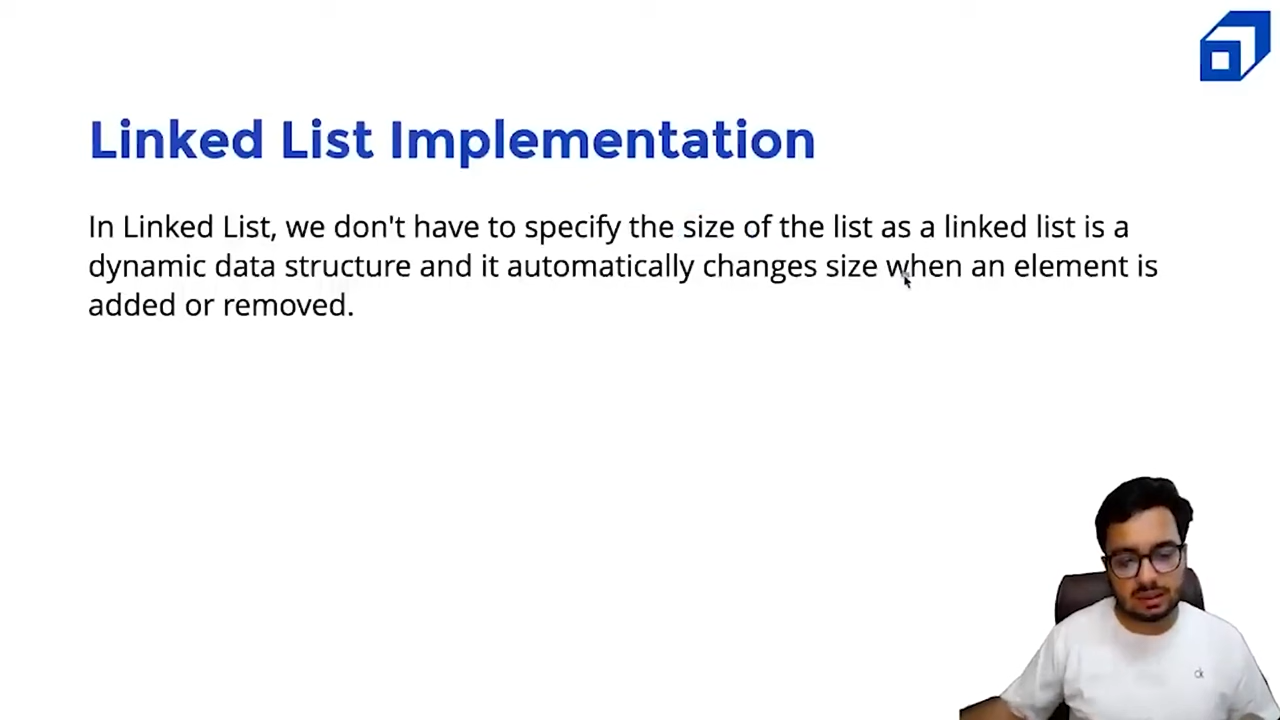 Linked List Implementation
In Linked List, we don't have to specify the size of the list as a linked list is a
dynamic data structure and it automatically changes size when an element is
added or removed.
ck